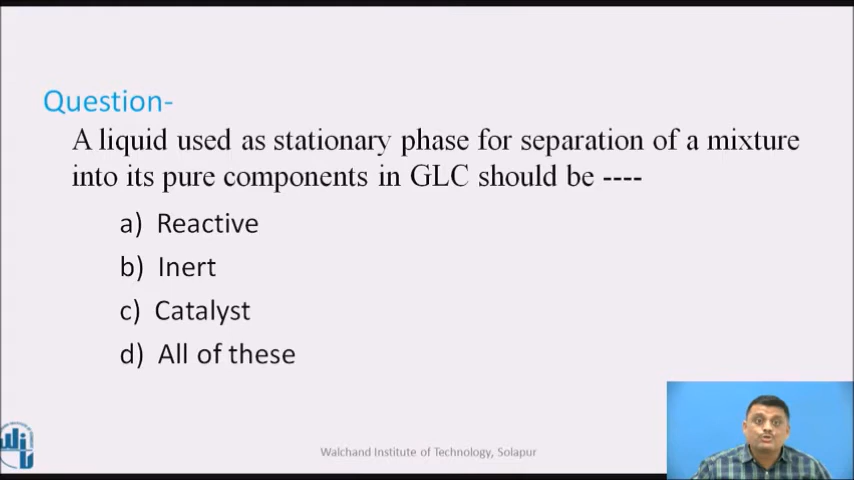 Question-
A liquid used as stationary phase for separation of a mixture
into its pure components in GLC should be ----
a) Reactive
b) Inert
c) Catalyst
d) All of these
Walchand Institute of Technology, Solapur